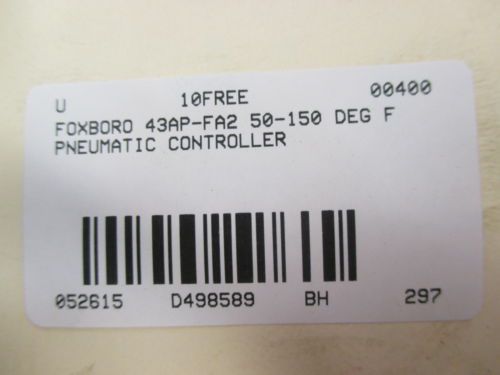 U 10FREE 00400
FOXBORO 43AP-FA2 50-150 DEG F
PNEUMATIC CONTROLLER
052615 D498589 BH 297